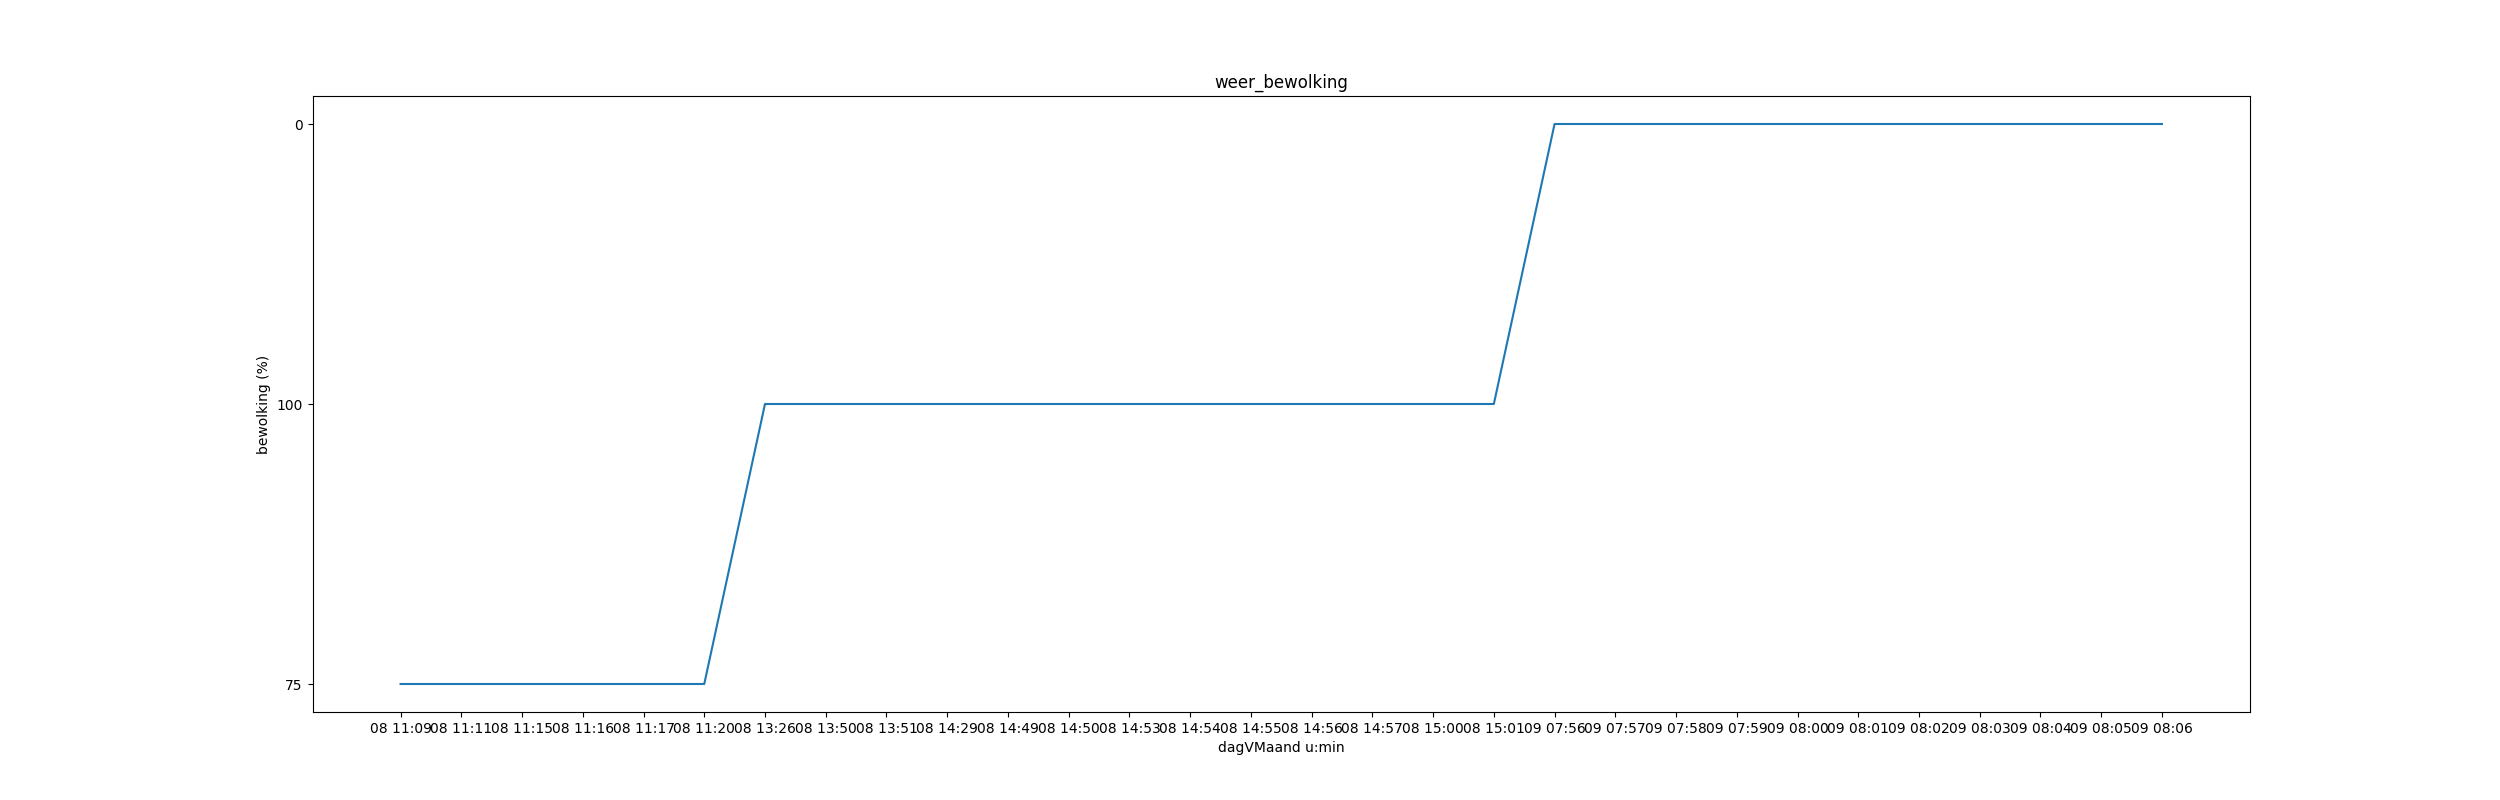 weer_bewolking
0
100
75
bewolking (%)
08 11:09 08 11:11 08 11:15 08 11:16 08 11:17 08 11:20 08 13:26 08 13:50 08 13:51 08 14:29 08 14:49 08 14:50 08 14:53 08 14:54 08 14:55 08 14:56 08 14:57 08 15:00 08 15:01 09 07:56 09 07:57 09 07:58 09 07:59 09 08:00 09 08:01 09 08:02 09 08:03 09 08:04 09 08:05 09 08:06
dagVMaand u:min